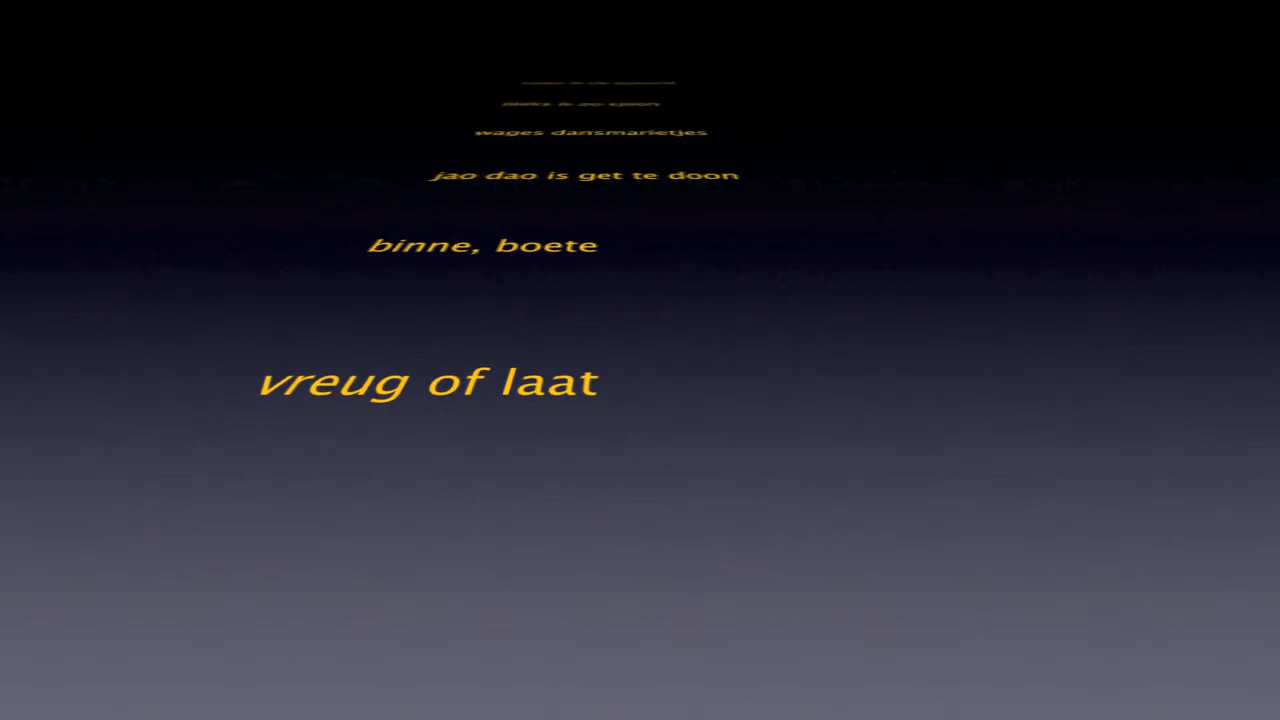 wages dansmarietjes
jao dao is get te doon
binne, boete
vreug of laat